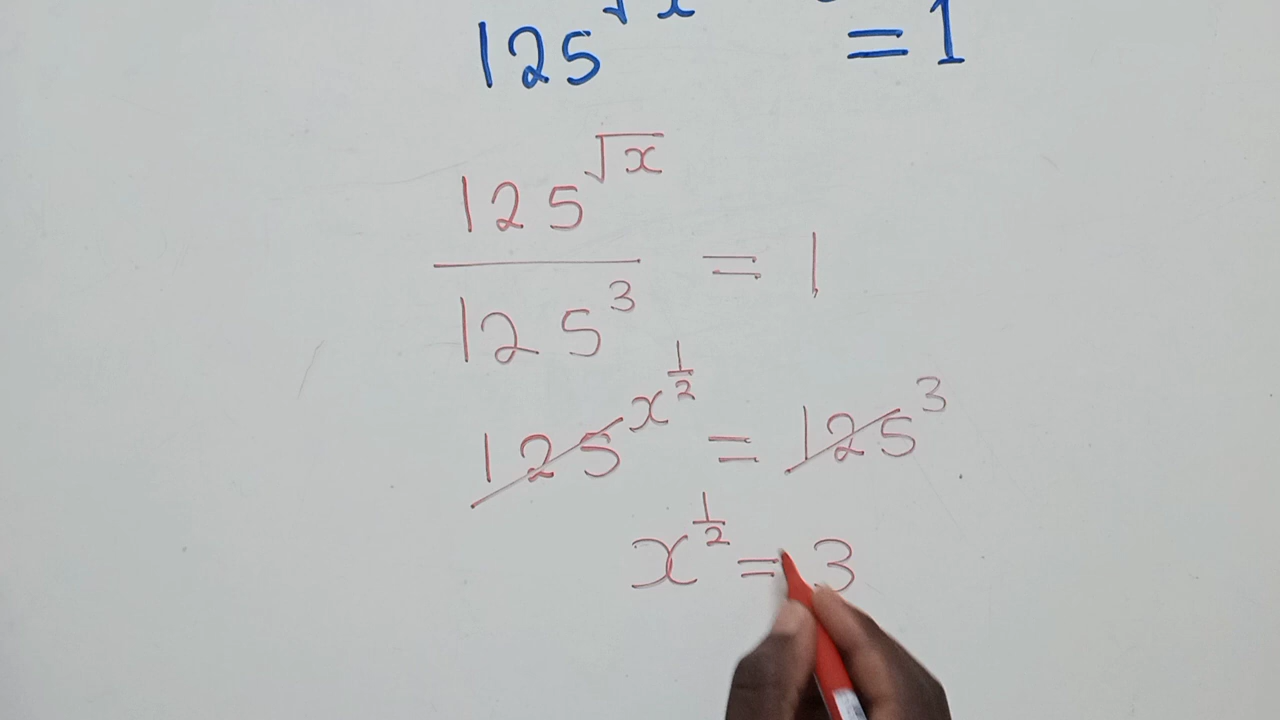 125^√x = 1
125^√x / 125^3 = 1
125^x^1/2 = 125^3
x^1/2 = 3